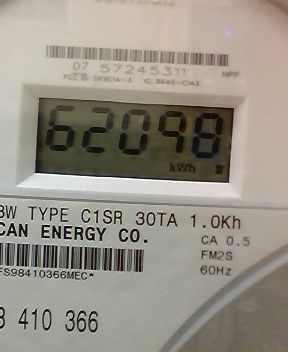 07 57245311
HPP
62098
kWh
3W TYPE C1SR 30TA 1.0Kh
CAN ENERGY CO.
CA 0.5
FM2S
FS98410366MEC*
60Hz
410 366